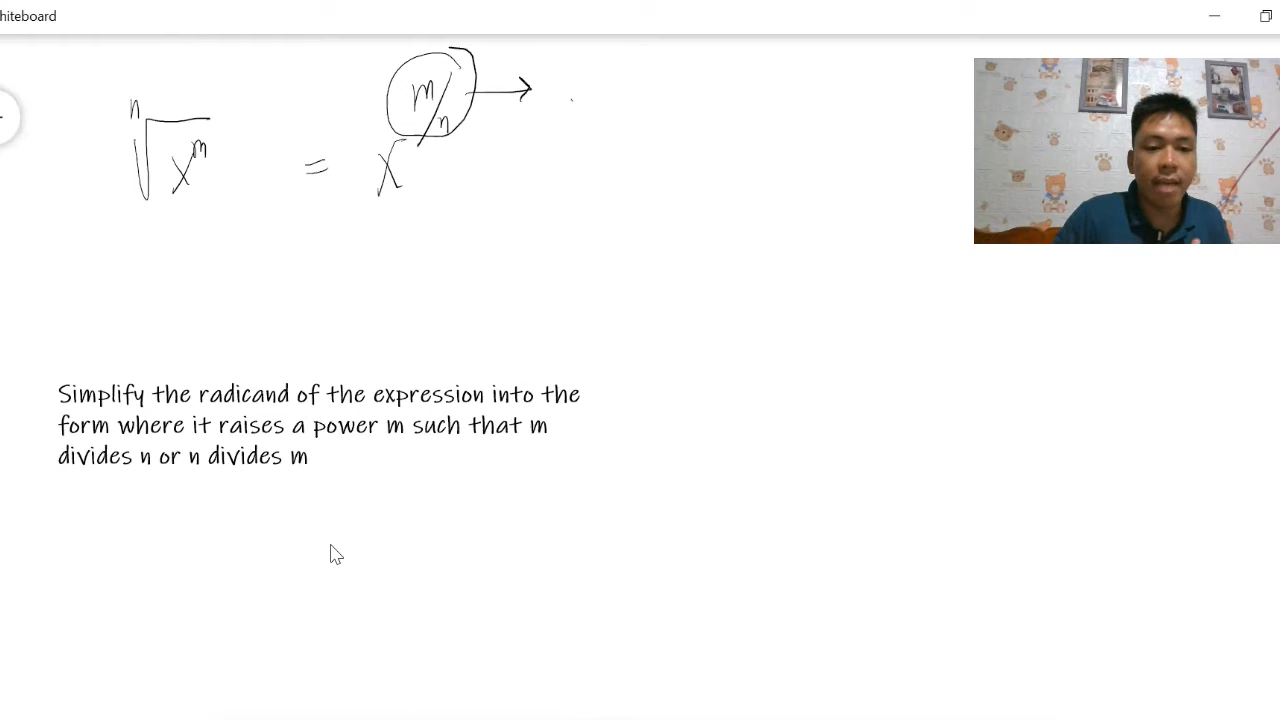 hiteboard
n√x^m = x^m/n →
Simplify the radicand of the expression into the
form where it raises a power m such that m
divides n or n divides m